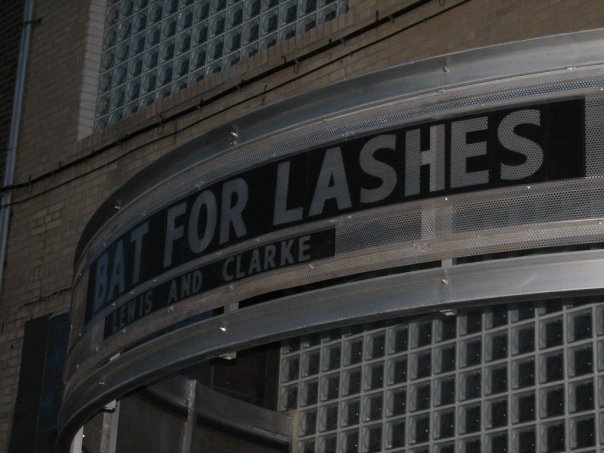 BAT FOR LASHES
LEWIS AND CLARKE